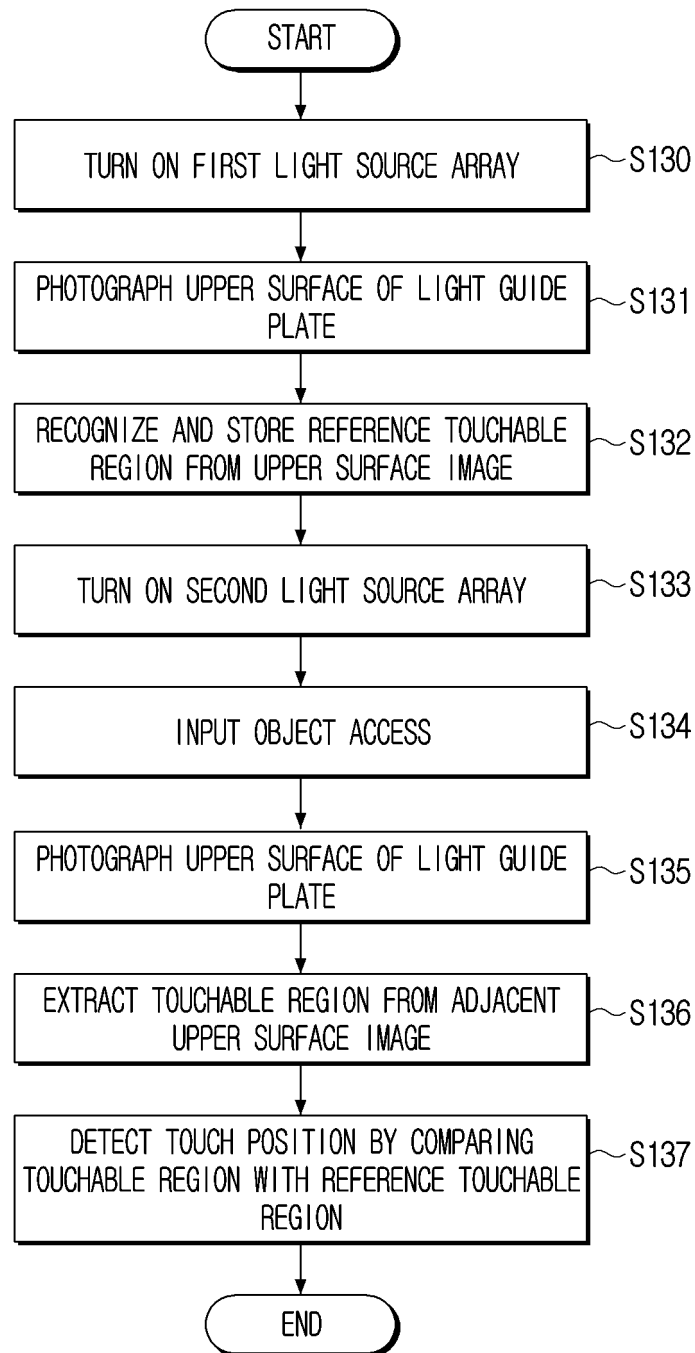 START
TURN ON FIRST LIGHT SOURCE ARRAY
S130
PHOTOGRAPH UPPER SURFACE OF LIGHT GUIDE
PLATE
S131
RECOGNIZE AND STORE REFERENCE TOUCHABLE
REGION FROM UPPER SURFACE IMAGE
S132
TURN ON SECOND LIGHT SOURCE ARRAY
S133
INPUT OBJECT ACCESS
S134
PHOTOGRAPH UPPER SURFACE OF LIGHT GUIDE
PLATE
S135
EXTRACT TOUCHABLE REGION FROM ADJACENT
UPPER SURFACE IMAGE
S136
DETECT TOUCH POSITION BY COMPARING
TOUCHABLE REGION WITH REFERENCE TOUCHABLE
REGION
S137
END